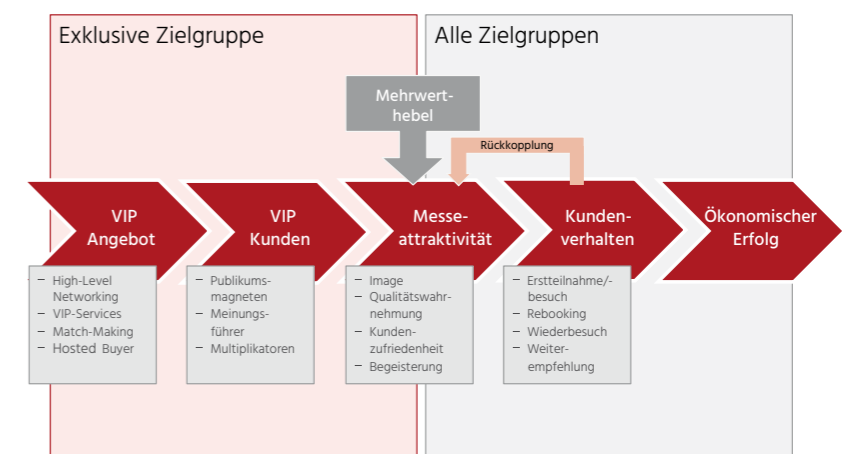 Exklusive Zielgruppe
Alle Zielgruppen
Mehrwert-
hebel
Rückkopplung
VIP
Angebot
VIP
Kunden
Messe-
attraktivität
Kunden-
verhalten
Ökonomischer
Erfolg
– High-Level
Networking
– VIP-Services
– Match-Making
– Hosted Buyer
– Publikums-
magneten
– Meinungs-
führer
– Multiplikatoren
– Image
– Qualitätswahr-
nehmung
– Kunden-
zufriedenheit
– Begeisterung
– Erstteilnahme/-
besuch
– Rebooking
– Wiederbesuch
– Weiter-
empfehlung